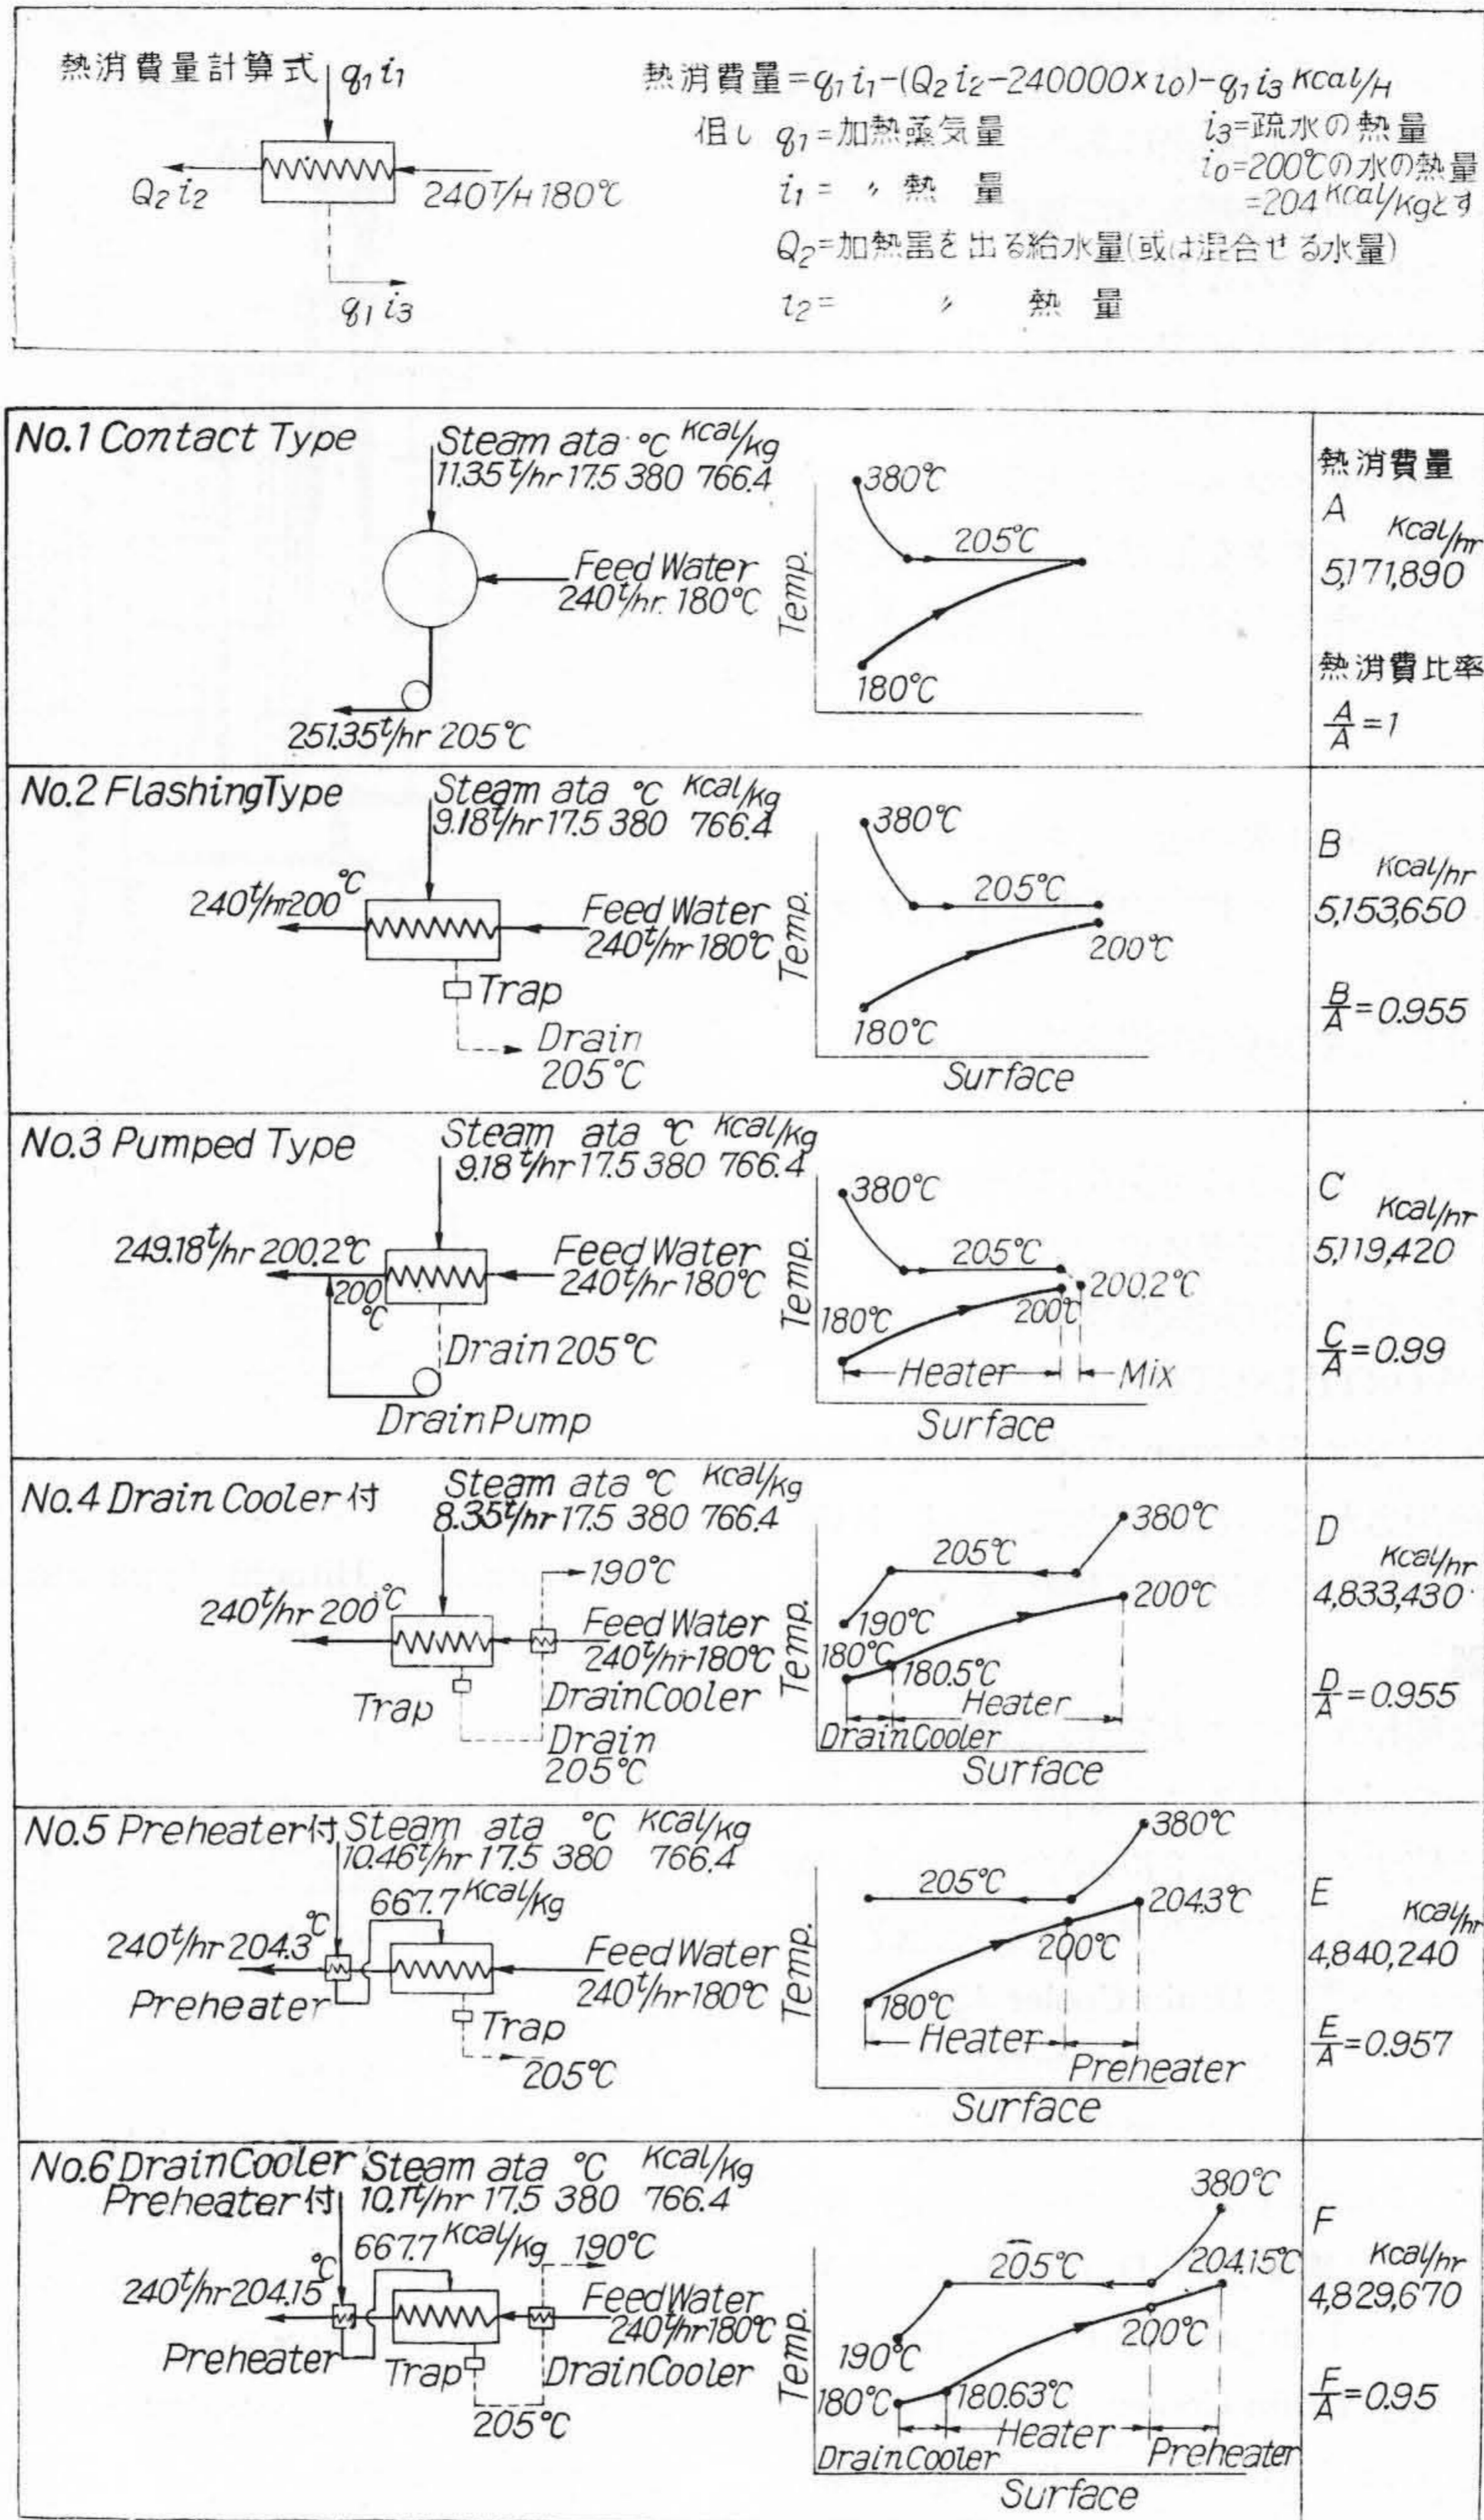 熱消費量計算式 q₁i₁
Q₂i₂
240T/H 180℃
q₁i₃
熱消費量=q₁i₁-(Q₂i₂-240000×i₀)-q₁i₃ Kcal/H
但し q₁=加熱蒸気量
i₁= 〃 熱 量
i₃=疏水の熱量
i₀=200℃の水の熱量
=204 Kcal/Kgとす
Q₂=加熱器を出る給水量(或は混合せる水量)
i₂= 〃 熱 量
No.1 Contact Type
Steam ata °C Kcal/kg
11.35t/hr 17.5 380 766.4
Feed Water
240t/hr. 180℃
251.35t/hr 205℃
Temp.
380℃
205℃
180℃
熱消費量
A
Kcal/hr
5,171,890
熱消費比率
A/A=1
No.2 Flashing Type
Steam ata °C Kcal/kg
9.18t/hr 17.5 380 766.4
240t/hr 200℃
Feed Water
240t/hr 180℃
Trap
Drain
205℃
Temp.
380℃
205℃
200℃
180℃
Surface
B
Kcal/hr
5,153,650
B/A=0.955
No.3 Pumped Type
Steam ata °C Kcal/Kg
9.18t/hr 17.5 380 766.4
249.18t/hr 200.2℃
200
℃
Feed Water
240t/hr 180℃
Drain 205℃
Drain Pump
Temp.
380℃
205℃
200.2℃
200℃
180℃
Heater
Mix
Surface
C
Kcal/hr
5,119,420
C/A=0.99
No.4 Drain Cooler 付
Steam ata °C Kcal/Kg
8.35t/hr 17.5 380 766.4
190℃
240t/hr 200℃
Feed Water
240t/hr 180℃
Drain Cooler
Trap
Drain
205℃
Temp.
380℃
205℃
200℃
190℃
180℃
180.5℃
Heater
Drain Cooler
Surface
D
Kcal/hr
4,833,430
D/A=0.955
No.5 Preheater付
Steam ata °C Kcal/Kg
10.46t/hr 17.5 380 766.4
667.7 Kcal/Kg
240t/hr 204.3℃
Feed Water
240t/hr 180℃
Preheater
Trap
205℃
Temp.
380℃
205℃
204.3℃
200℃
180℃
Heater
Preheater
Surface
E
Kcal/hr
4,840,240
E/A=0.957
No.6 Drain Cooler
Preheater付
Steam ata °C Kcal/Kg
10.1t/hr 17.5 380 766.4
667.7 Kcal/Kg 190℃
240t/hr 204.15℃
Feed Water
240t/hr 180℃
Preheater
Trap
Drain Cooler
205℃
Temp.
380℃
205℃
204.15℃
200℃
190℃
180℃
180.63℃
Heater
Drain Cooler
Preheater
Surface
F
Kcal/hr
4,829,670
F/A=0.95